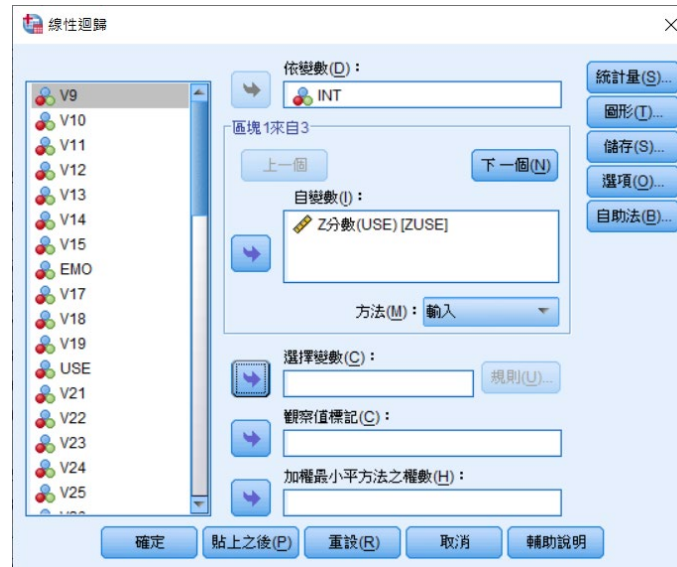 線性迴歸
V9
V10
V11
V12
V13
V14
V15
EMO
V17
V18
V19
USE
V21
V22
V23
V24
V25
依變數(D)：
INT
區塊1來自3
上一個
下一個(N)
自變數(I)：
Z分數(USE) [ZUSE]
方法(M)：輸入
選擇變數(C)：
規則(U)...
觀察值標記(C)：
加權最小平方法之權數(H)：
統計量(S)...
圖形(T)...
儲存(S)...
選項(O)...
自助法(B)...
確定
貼上之後(P)
重設(R)
取消
輔助說明